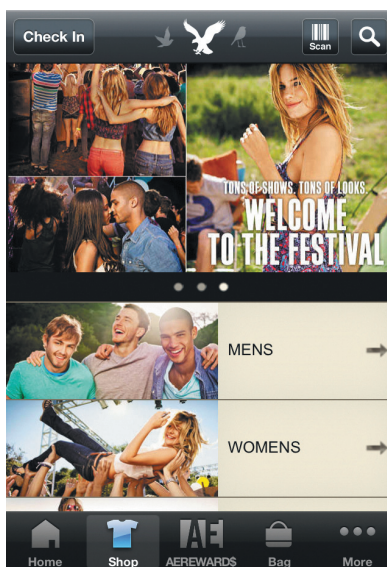 Check In
Scan
TONS OF SHOWS, TONS OF LOOKS.
WELCOME
TO THE FESTIVAL
MENS
WOMENS
AE
Home
Shop
AEREWARD$
Bag
More